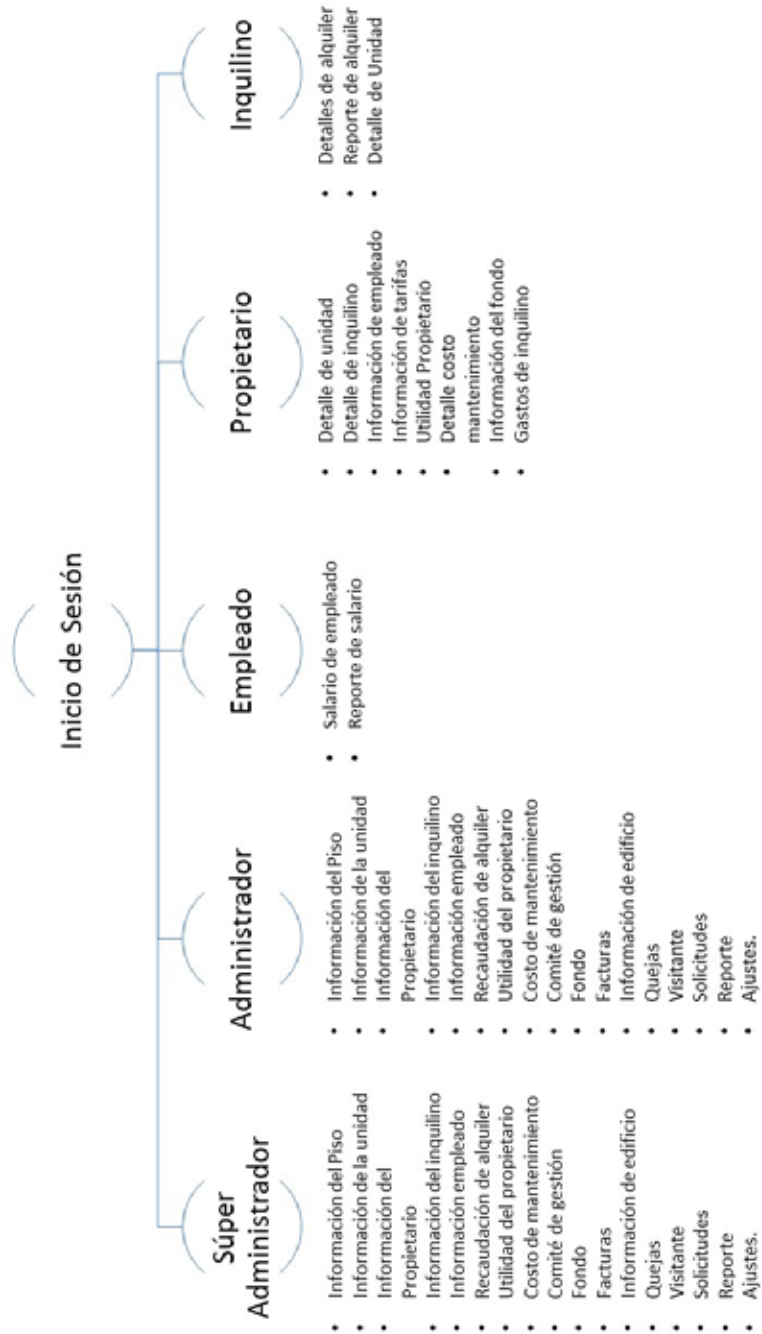 Inicio de Sesión
Súper
Administrador
• Información del Piso
• Información de la unidad
• Información del
Propietario
• Información del inquilino
• Información empleado
• Recaudación de alquiler
• Utilidad del propietario
• Costo de mantenimiento
• Comité de gestión
• Fondo
• Facturas
• Información de edificio
• Quejas
• Visitante
• Solicitudes
• Reporte
• Ajustes.
Administrador
• Información del Piso
• Información de la unidad
• Información del
Propietario
• Información del inquilino
• Información empleado
• Recaudación de alquiler
• Utilidad del propietario
• Costo de mantenimiento
• Comité de gestión
• Fondo
• Facturas
• Información de edificio
• Quejas
• Visitante
• Solicitudes
• Reporte
• Ajustes.
Empleado
• Salario de empleado
• Reporte de salario
Propietario
• Detalle de unidad
• Detalle de inquilino
• Información de empleado
• Información de tarifas
• Utilidad Propietario
• Detalle costo
mantenimiento
• Información del fondo
• Gastos de inquilino
Inquilino
• Detalles de alquiler
• Reporte de alquiler
• Detalle de Unidad